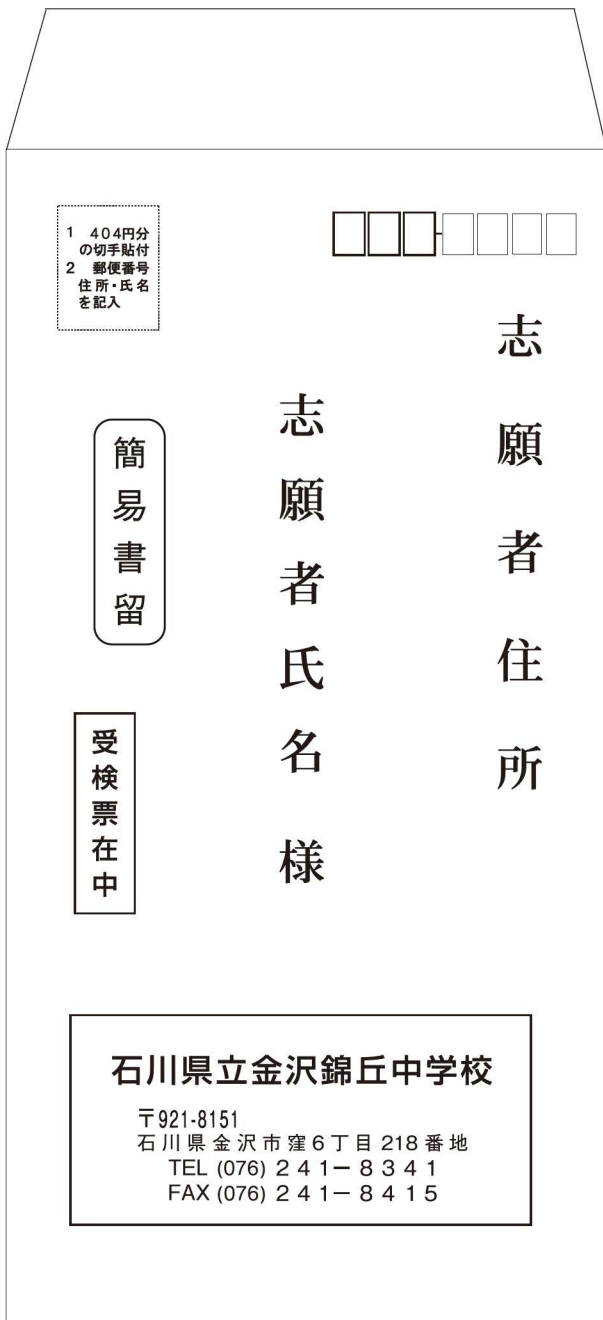 1　404円分
の切手貼付
2　郵便番号
住所・氏名
を記入
志願者住所
志願者氏名 様
簡易書留
受検票在中
石川県立金沢錦丘中学校
〒921-8151
石川県金沢市窪6丁目218番地
TEL (076) 241－8341
FAX (076) 241－8415